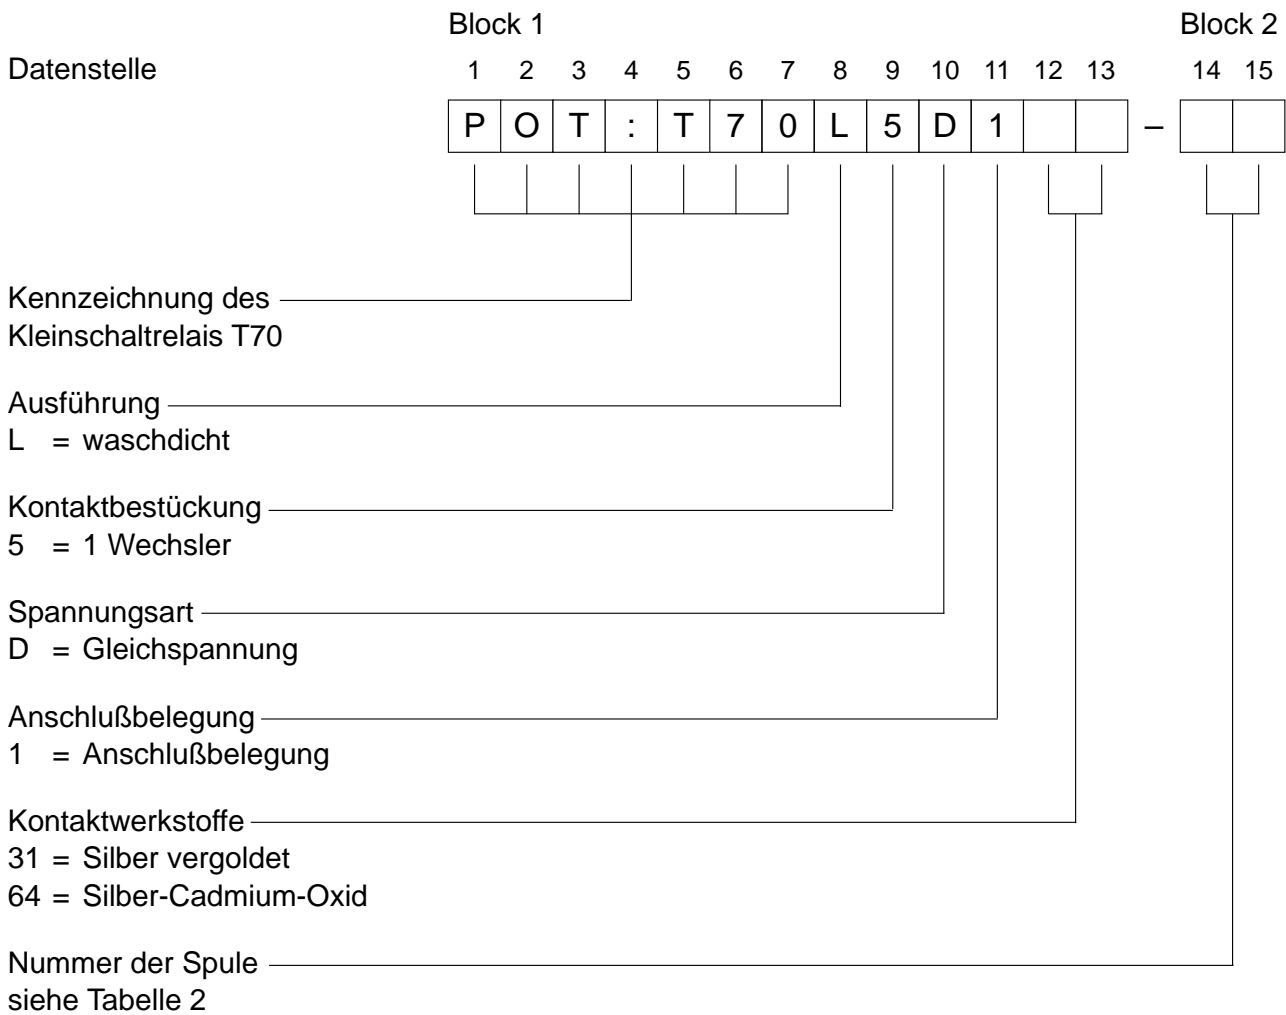 Block 1 Block 2
Datenstelle 1 2 3 4 5 6 7 8 9 10 11 12 13 14 15
P O T : T 7 0 L 5 D 1 –
Kennzeichnung des
Kleinschaltrelais T70
Ausführung
L = waschdicht
Kontaktbestückung
5 = 1 Wechsler
Spannungsart
D = Gleichspannung
Anschlußbelegung
1 = Anschlußbelegung
Kontaktwerkstoffe
31 = Silber vergoldet
64 = Silber-Cadmium-Oxid
Nummer der Spule
siehe Tabelle 2